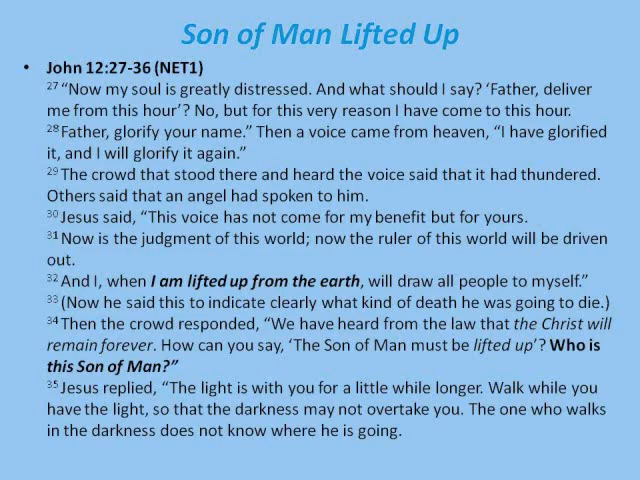 Son of Man Lifted Up
• John 12:27-36 (NET1)
27 “Now my soul is greatly distressed. And what should I say? ‘Father, deliver
me from this hour’? No, but for this very reason I have come to this hour.
28 Father, glorify your name.” Then a voice came from heaven, “I have glorified
it, and I will glorify it again.”
29 The crowd that stood there and heard the voice said that it had thundered.
Others said that an angel had spoken to him.
30 Jesus said, “This voice has not come for my benefit but for yours.
31 Now is the judgment of this world; now the ruler of this world will be driven
out.
32 And I, when I am lifted up from the earth, will draw all people to myself.”
33 (Now he said this to indicate clearly what kind of death he was going to die.)
34 Then the crowd responded, “We have heard from the law that the Christ will
remain forever. How can you say, ‘The Son of Man must be lifted up’? Who is
this Son of Man?”
35 Jesus replied, “The light is with you for a little while longer. Walk while you
have the light, so that the darkness may not overtake you. The one who walks
in the darkness does not know where he is going.